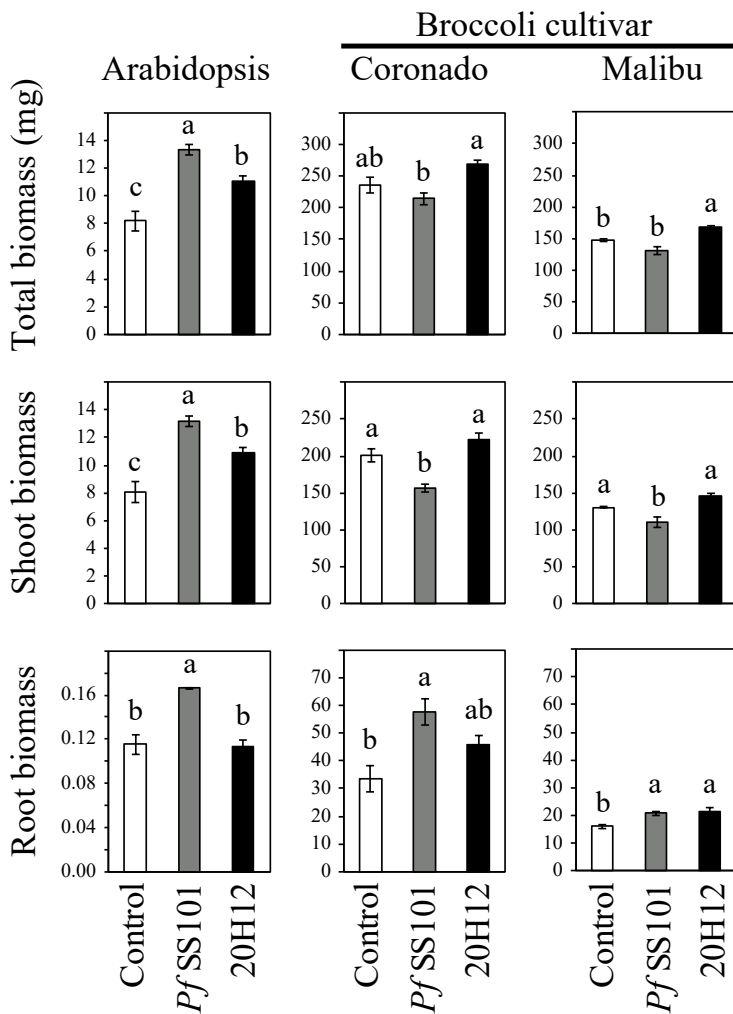 Broccoli cultivar
Arabidopsis Coronado Malibu
Total biomass (mg)
14
12
10
8
6
4
2
0
c a b
300
250
200
150
100
50
0
ab b a
300
250
200
150
100
50
0
b b a
Shoot biomass
14
12
10
8
6
4
2
0
c a b
250
200
150
100
50
0
a b a
250
200
150
100
50
0
a b a
Root biomass
0.16
0.12
0.08
0.04
0.00
b a b
70
60
50
40
30
20
10
0
b a ab
70
60
50
40
30
20
10
0
b a a
Control
Pf SS101
20H12
Control
Pf SS101
20H12
Control
Pf SS101
20H12